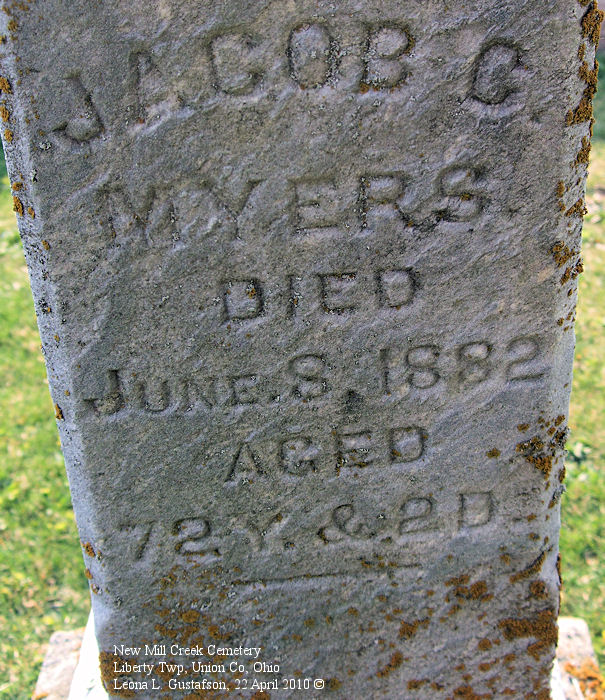 JACOB C.
MYERS.
DIED
JUNE. 8, 1882
AGED
72 Y. & 2 D
New Mill Creek Cemetery
Liberty Twp, Union Co, Ohio
Leona L. Gustafson, 22 April 2010 ©